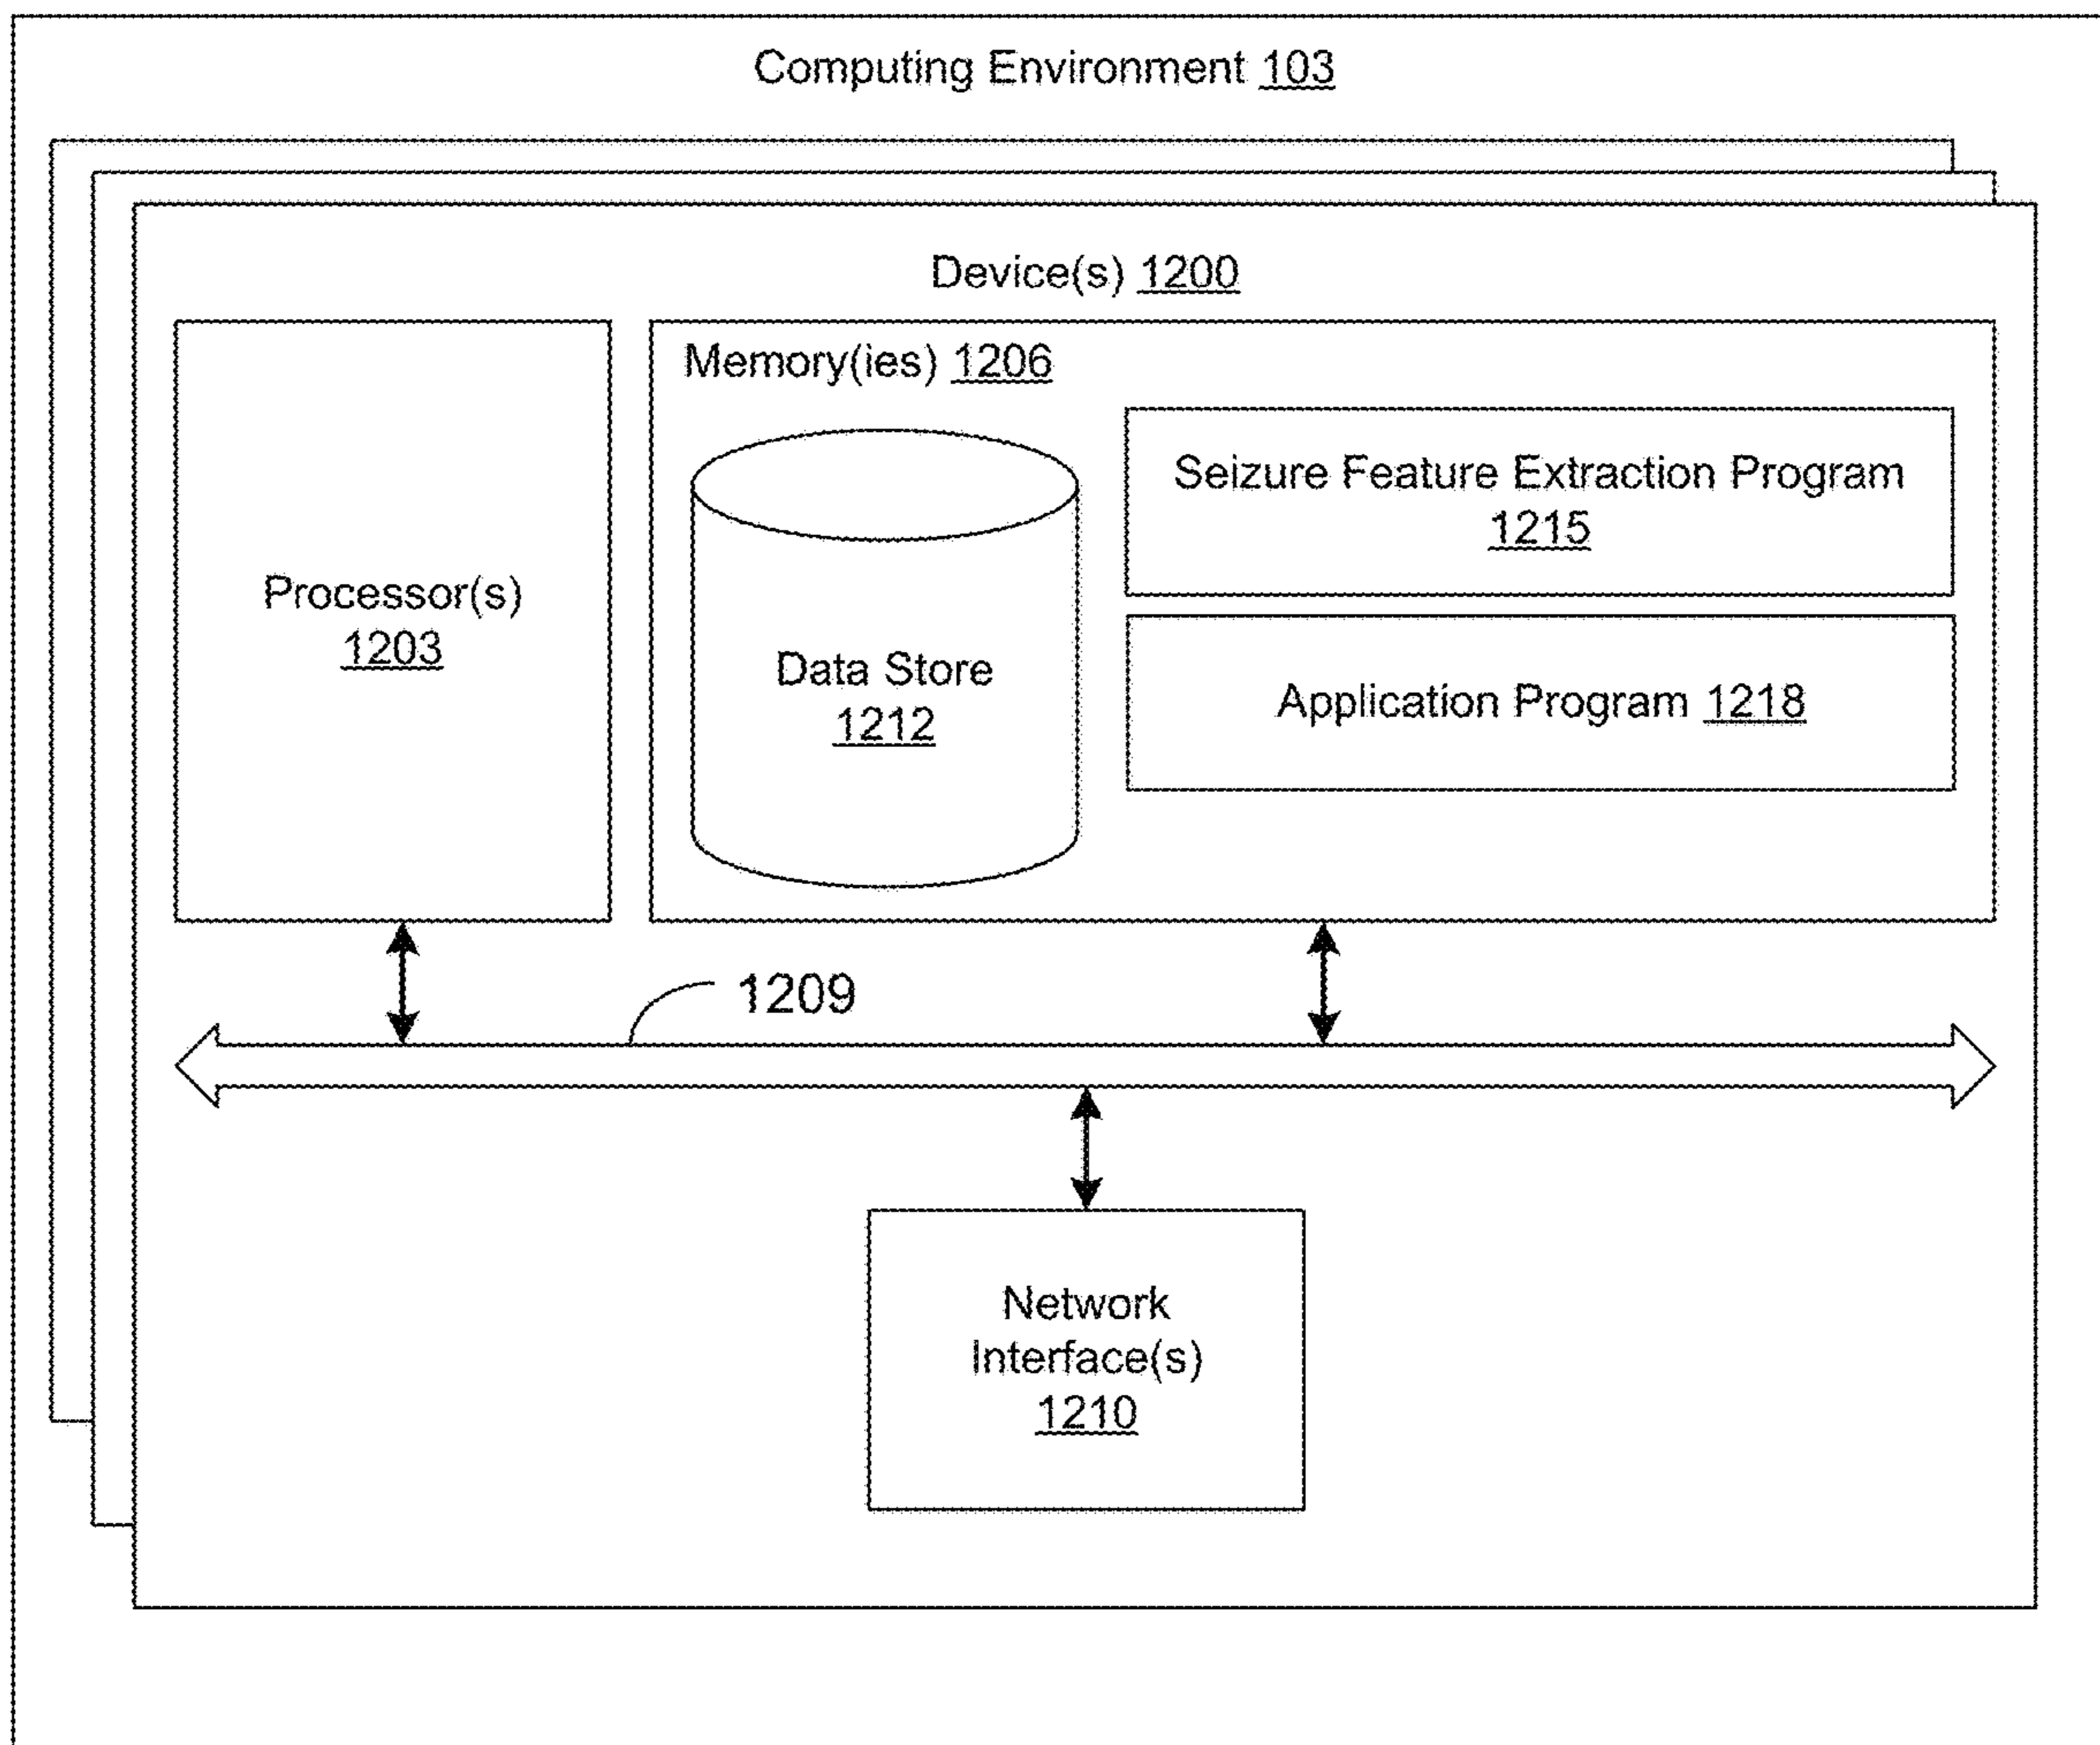 Computing Environment 103
Device(s) 1200
Processor(s)
1203
Memory(ies) 1206
Data Store
1212
Seizure Feature Extraction Program
1215
Application Program 1218
1209
Network
Interface(s)
1210